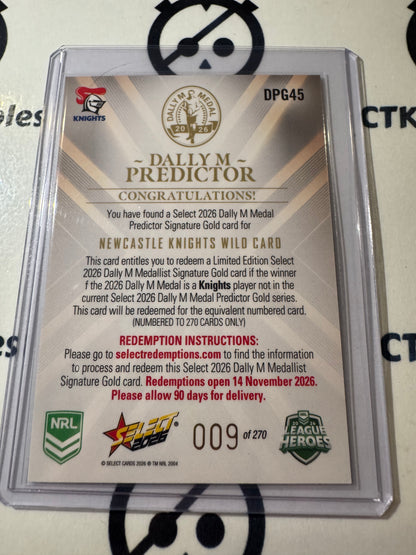 KNIGHTS
DALLY M MEDAL
2026
DPG45
~ DALLY M ~
PREDICTOR
CONGRATULATIONS!
You have found a Select 2026 Dally M Medal
Predictor Signature Gold card for
NEWCASTLE KNIGHTS WILD CARD
This card entitles you to redeem a Limited Edition Select
2026 Dally M Medallist Signature Gold card if the winner
if the 2026 Dally M Medal is a Knights player not in the
current Select 2026 Dally M Medal Predictor Gold series.
This card will be redeemed for the equivalent numbered card.
(NUMBERED TO 270 CARDS ONLY)
REDEMPTION INSTRUCTIONS:
Please go to selectredemptions.com to find the information
to process and redeem this Select 2026 Dally M Medallist
Signature Gold card. Redemptions open 14 November 2026.
Please allow 90 days for delivery.
NRL
SELECT
2026
009 of 270
LEAGUE
HEROES
© SELECT CARDS 2026 © TM NRL 2004
bles
CTK